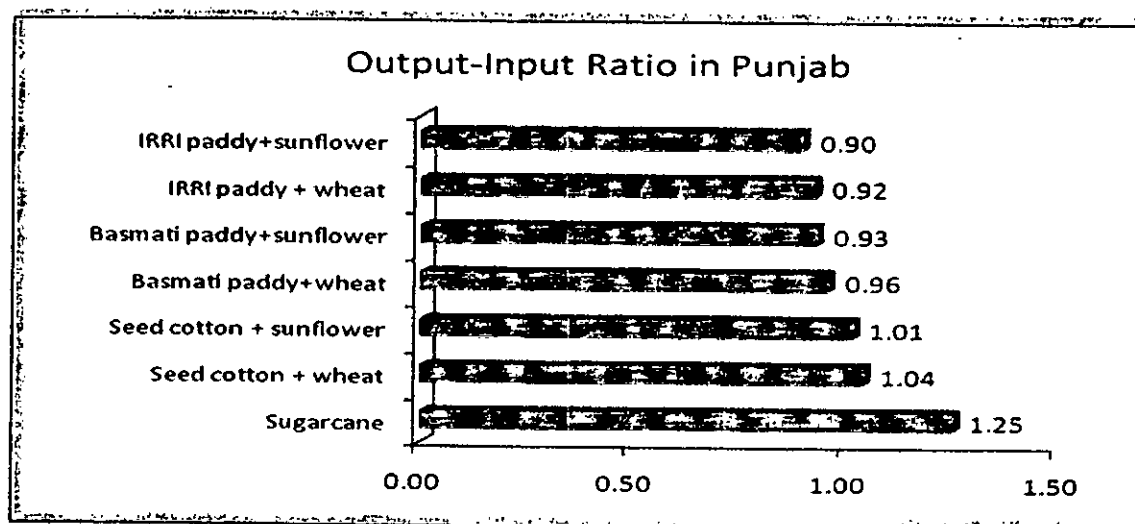 Output-Input Ratio in Punjab
IRRI paddy+sunflower 0.90
IRRI paddy + wheat 0.92
Basmati paddy+sunflower 0.93
Basmati paddy+wheat 0.96
Seed cotton + sunflower 1.01
Seed cotton + wheat 1.04
Sugarcane 1.25
0.00 0.50 1.00 1.50